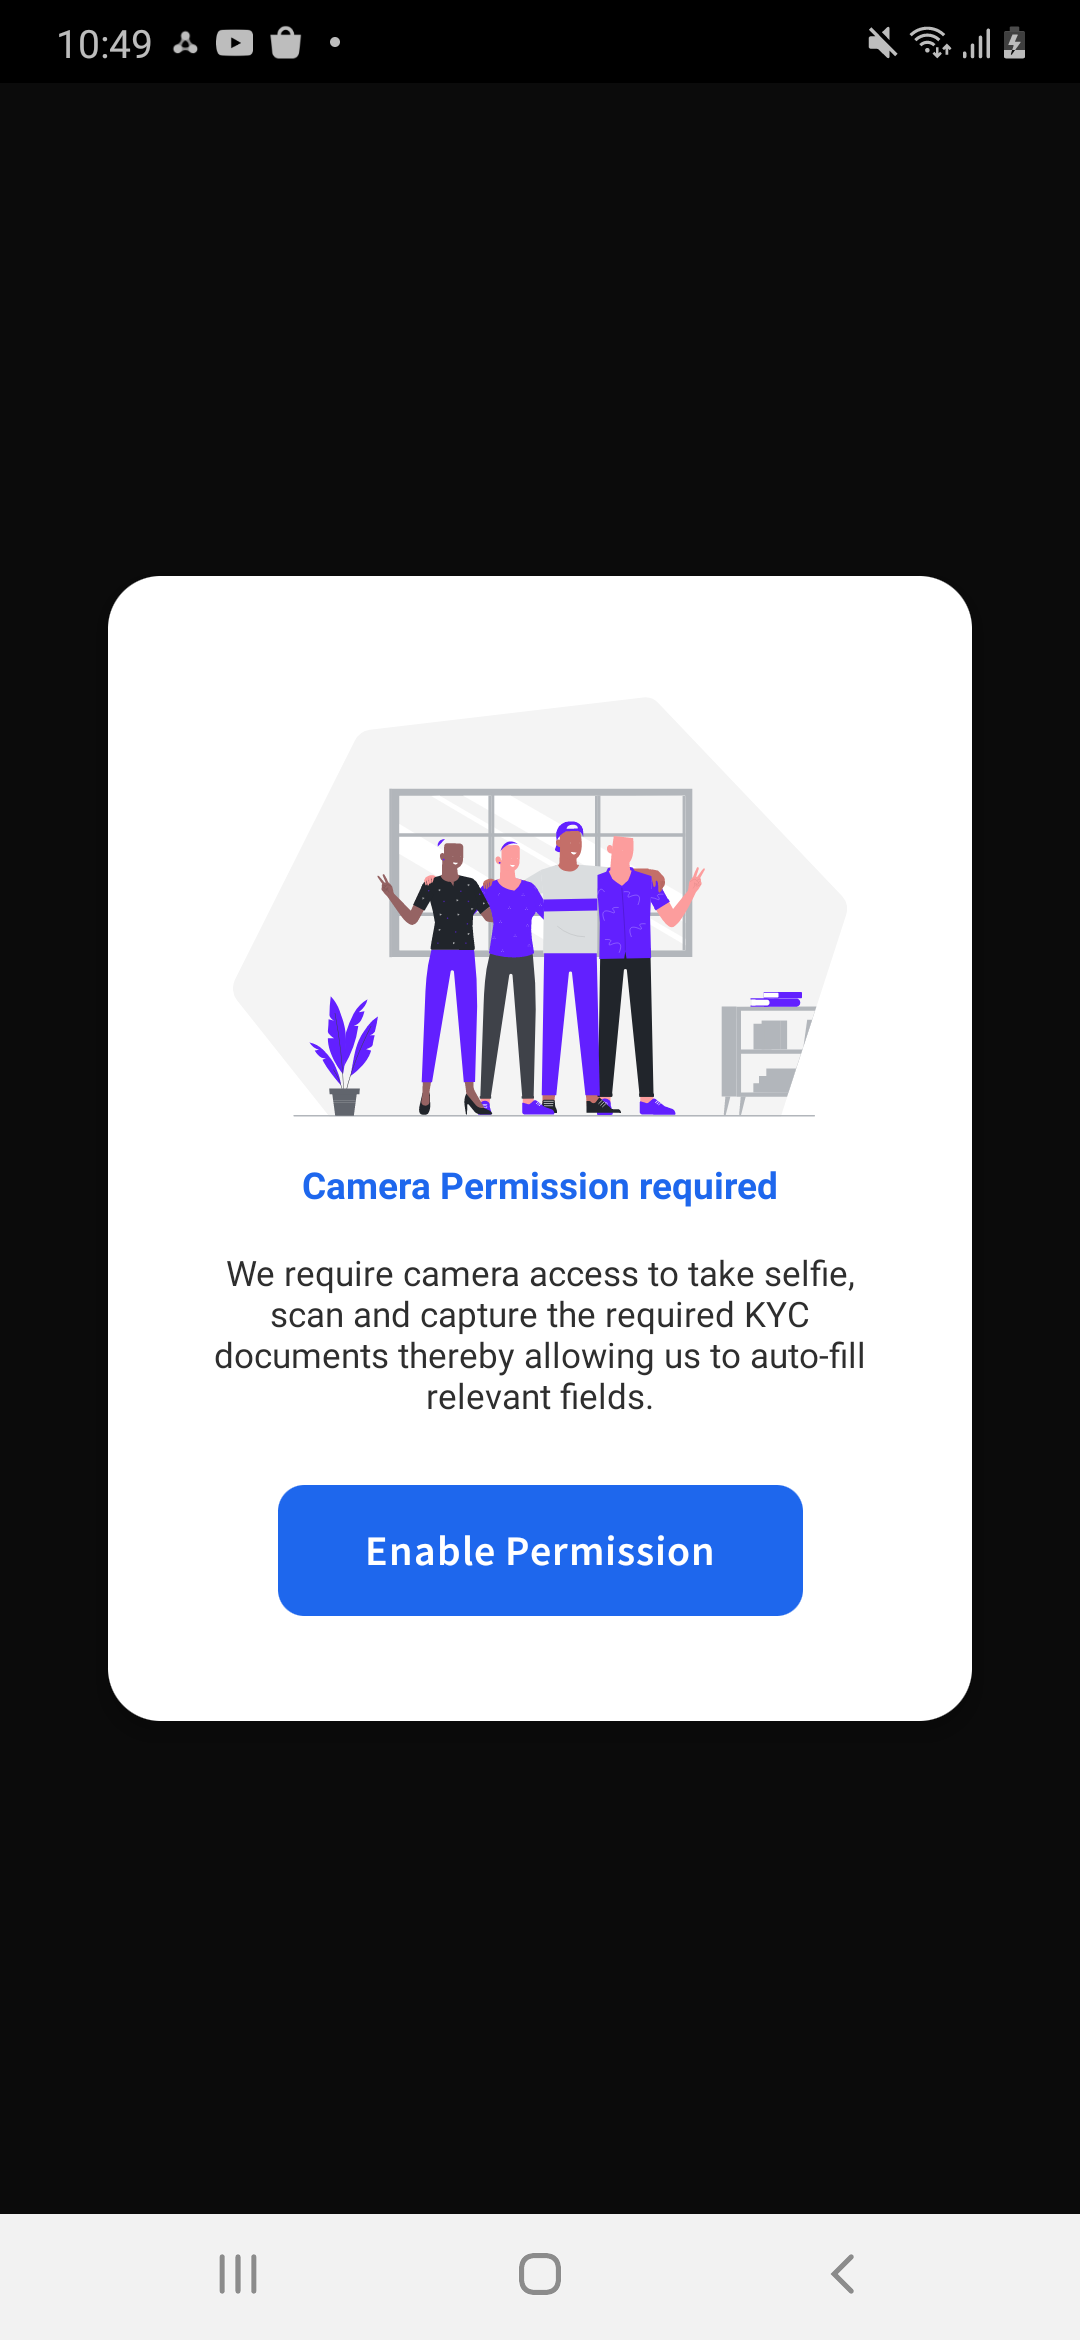 10:49
Camera Permission required
We require camera access to take selfie,
scan and capture the required KYC
documents thereby allowing us to auto-fill
relevant fields.
Enable Permission